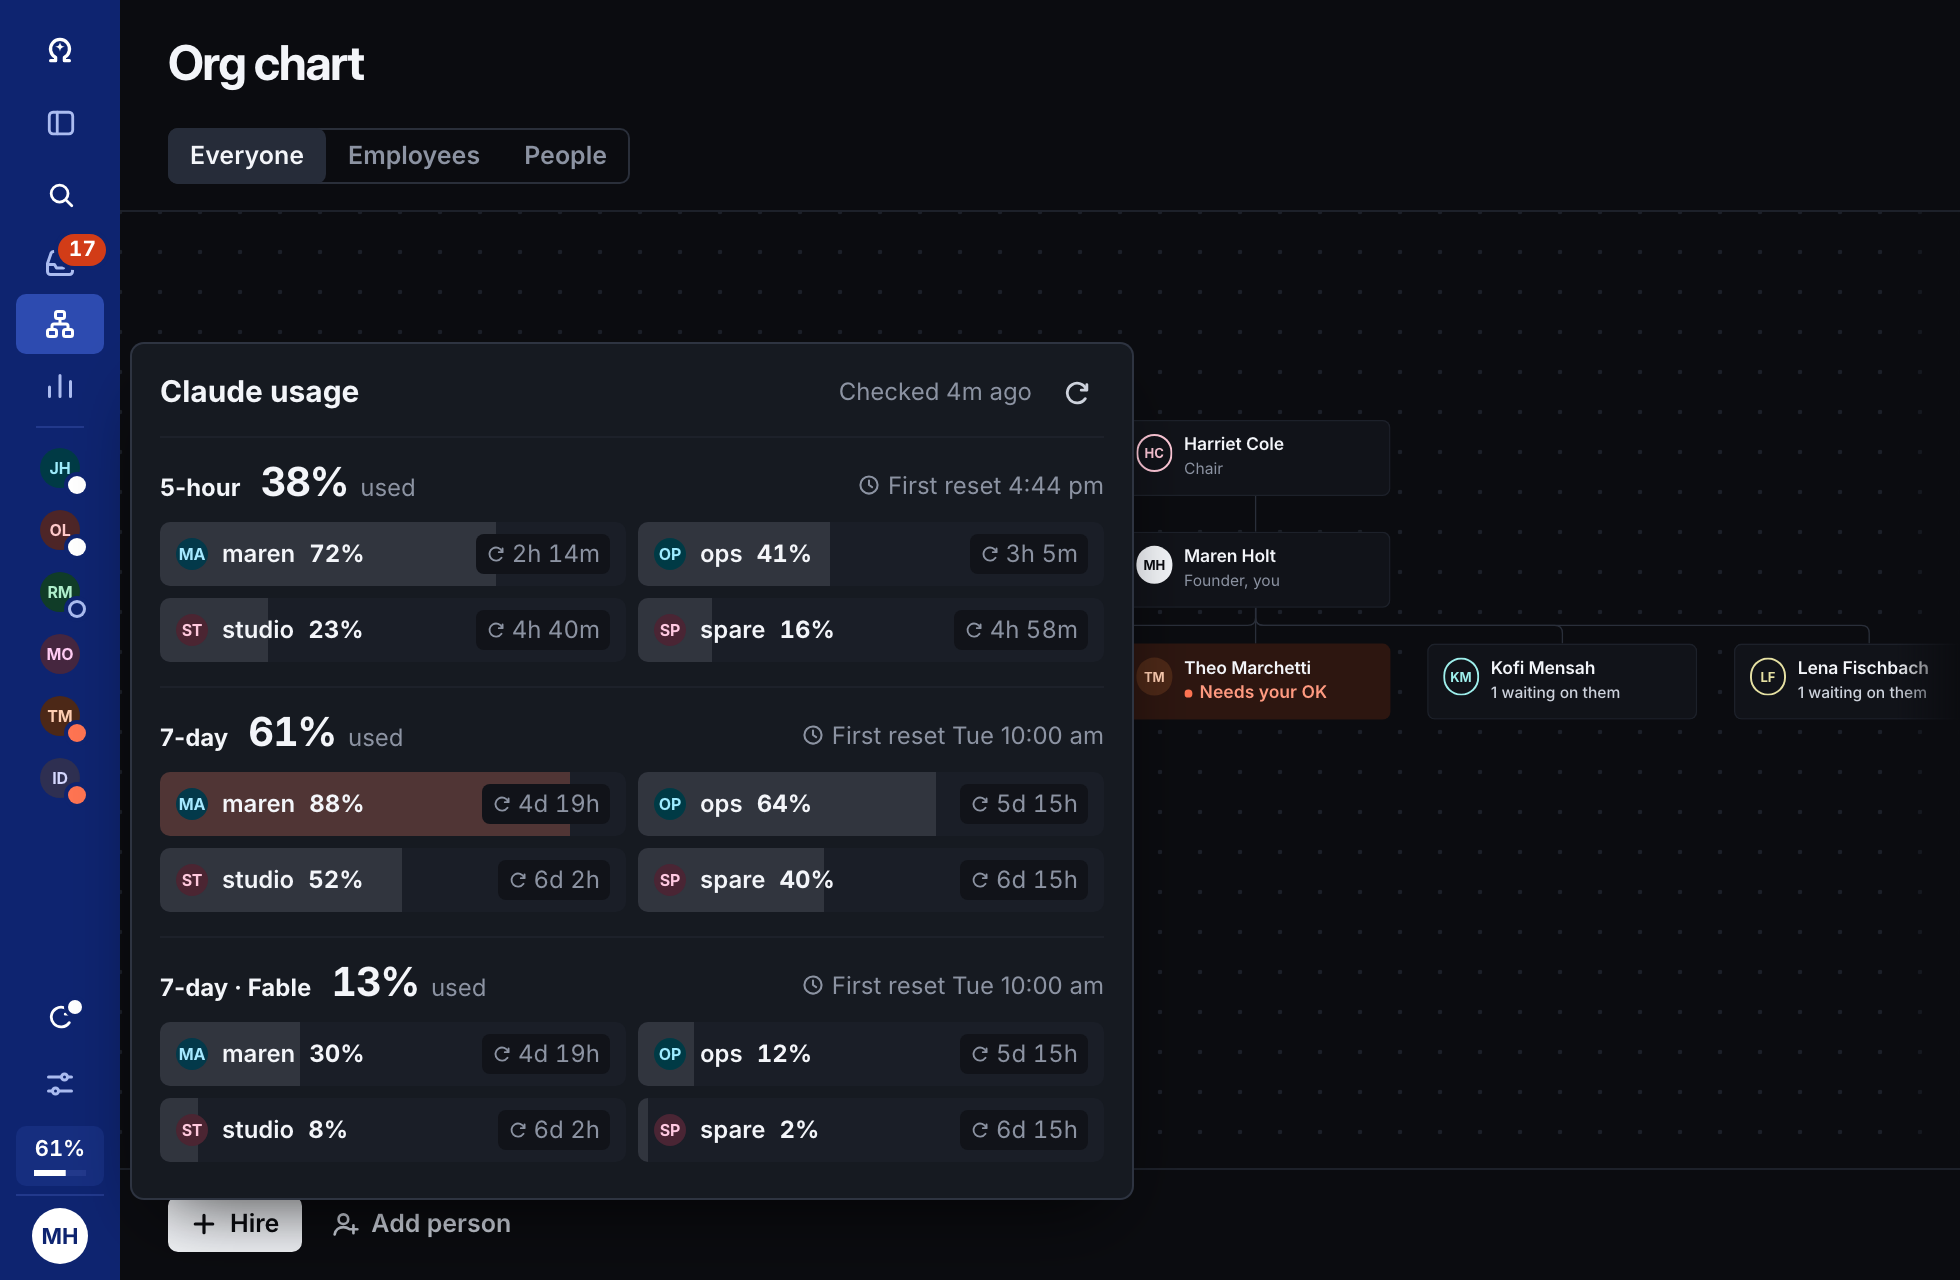 Org chart
Everyone Employees People
17
JH
OL
RM
MO
TM
ID
61%
MH
Claude usage
Checked 4m ago
5-hour 38% used
First reset 4:44 pm
MA maren 72% 2h 14m
OP ops 41% 3h 5m
ST studio 23% 4h 40m
SP spare 16% 4h 58m
7-day 61% used
First reset Tue 10:00 am
MA maren 88% 4d 19h
OP ops 64% 5d 15h
ST studio 52% 6d 2h
SP spare 40% 6d 15h
7-day · Fable 13% used
First reset Tue 10:00 am
MA maren 30% 4d 19h
OP ops 12% 5d 15h
ST studio 8% 6d 2h
SP spare 2% 6d 15h
HC Harriet Cole
Chair
MH Maren Holt
Founder, you
TM Theo Marchetti
Needs your OK
KM Kofi Mensah
1 waiting on them
LF Lena Fischbach
1 waiting on them
Hire
Add person